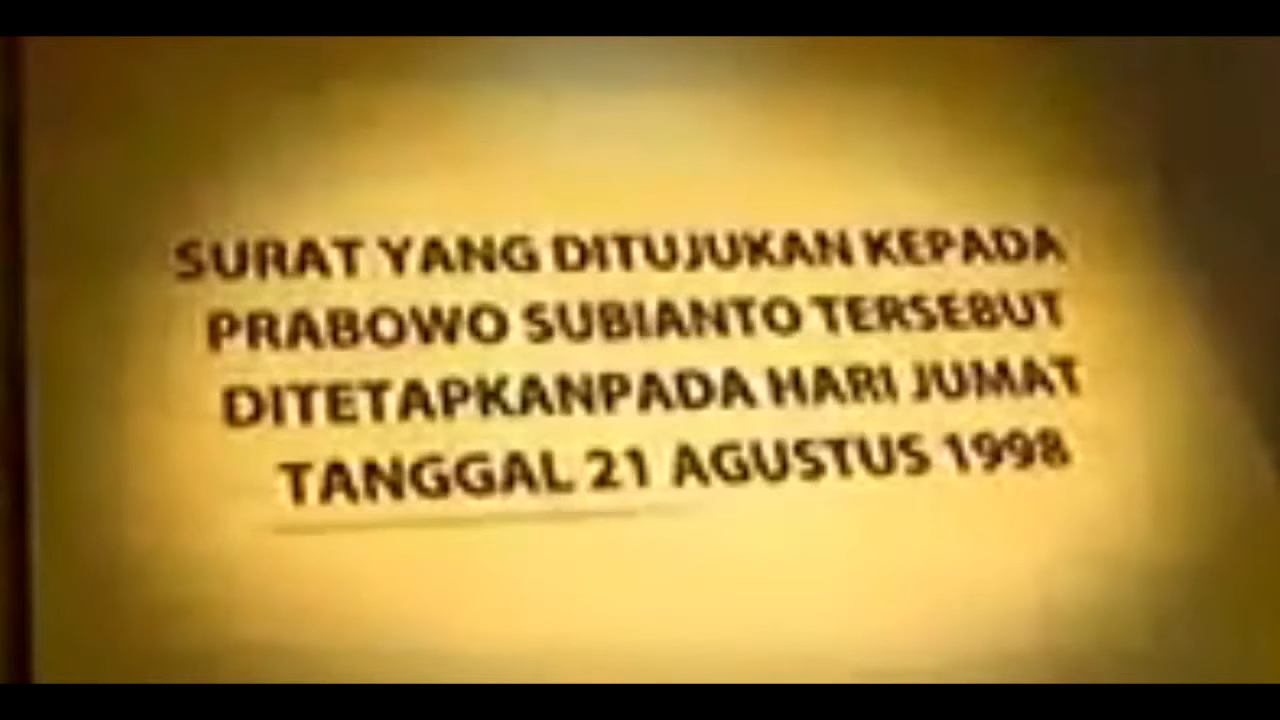 SURAT YANG DITUJUKAN KEPADA
PRABOWO SUBIANTO TERSEBUT
DITETAPKANPADA HARI JUMAT
TANGGAL 21 AGUSTUS 1998